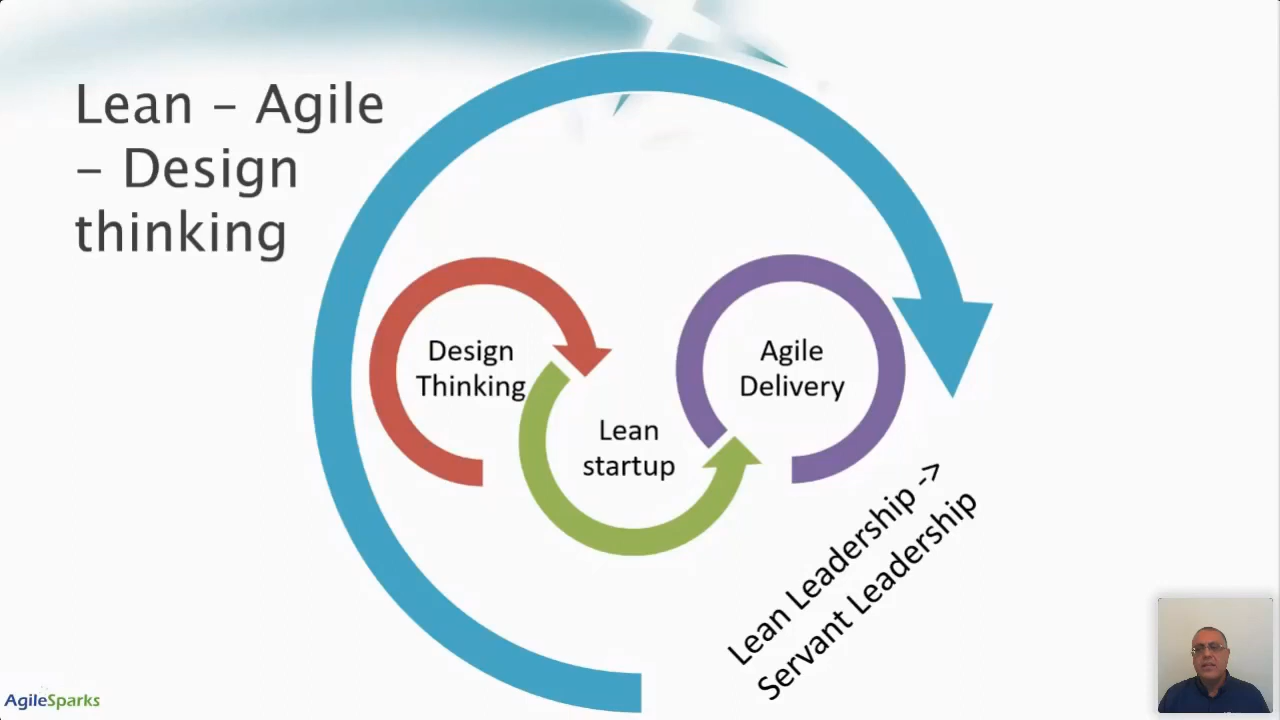 Lean – Agile
– Design
thinking
Design
Thinking
Lean
startup
Agile
Delivery
Lean Leadership ->
Servant Leadership
AgileSparks